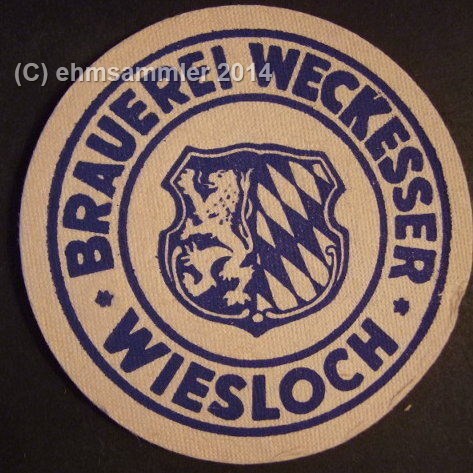 (C) ehmsammler 2014
BRAUEREI WECKESSER
* WIESLOCH *